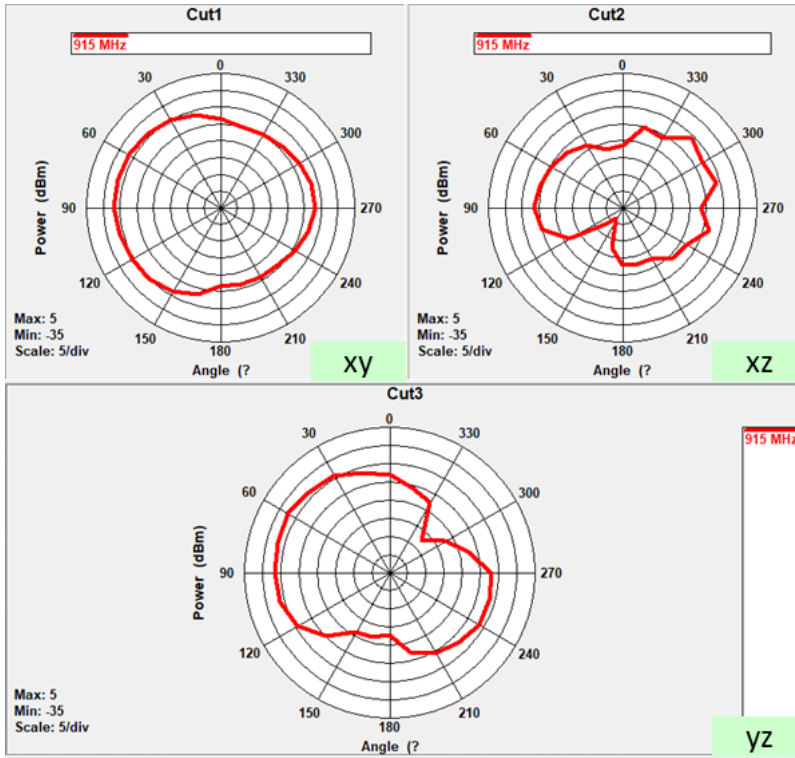 Cut1
915 MHz
0
30
330
60
300
Power (dBm)
90
270
120
240
150
210
180
Max: 5
Min: -35
Scale: 5/div
Angle (?
xy
Cut2
915 MHz
0
30
330
60
300
Power (dBm)
90
270
120
240
150
210
180
Max: 5
Min: -35
Scale: 5/div
Angle (?
xz
Cut3
915 MHz
0
30
330
60
300
Power (dBm)
90
270
120
240
150
210
180
Max: 5
Min: -35
Scale: 5/div
Angle (?
yz